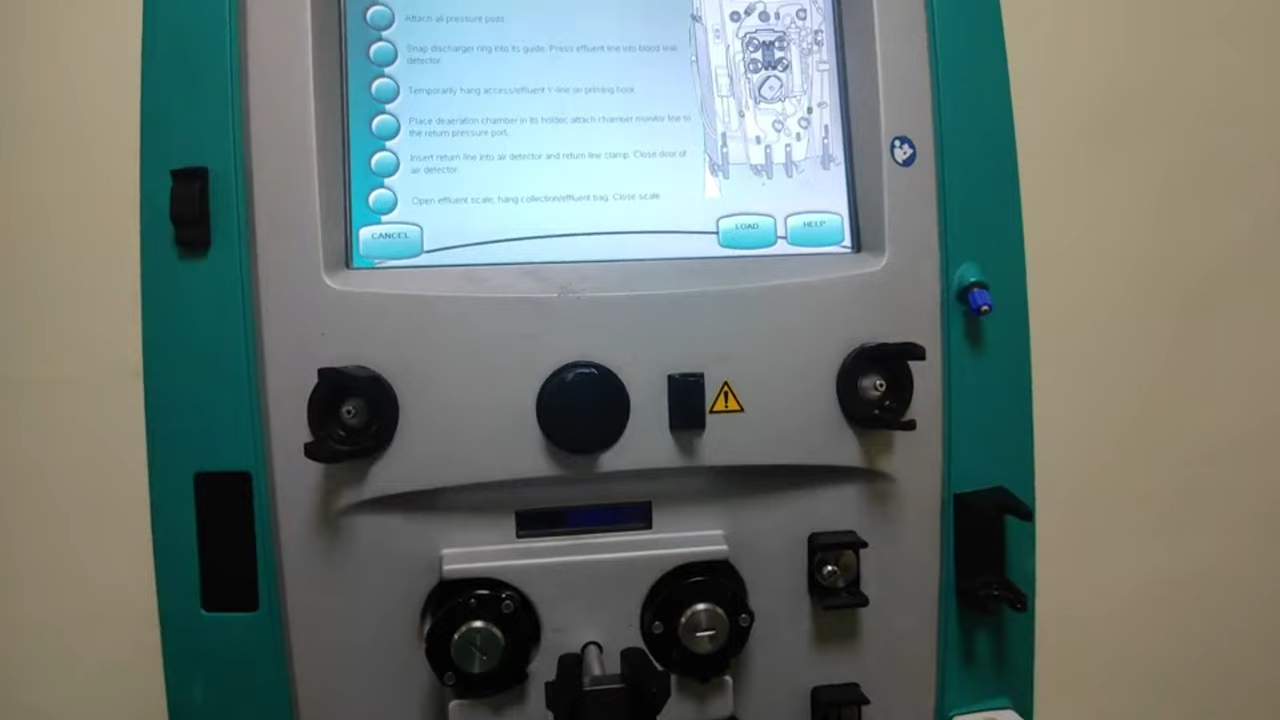 Attach all pressure pods.
Snap discharger ring into its guide. Press effluent line into blood leak
detector.
Temporarily hang access/effluent Y-line on priming hook.
Place deaeration chamber in its holder, attach chamber monitor line to
the return pressure port.
Insert return line into air detector and return line clamp. Close door of
air detector.
Open effluent scale; hang collection/effluent bag. Close scale.
CANCEL
LOAD
HELP